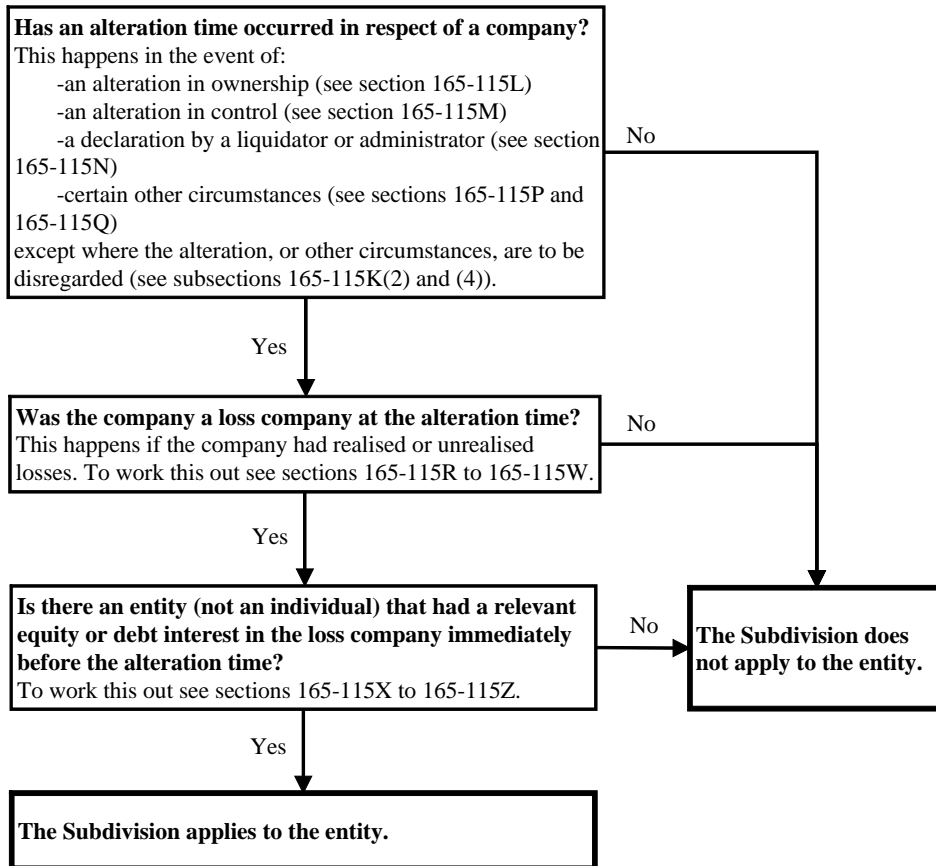 Has an alteration time occurred in respect of a company?
This happens in the event of:
-an alteration in ownership (see section 165-115L)
-an alteration in control (see section 165-115M)
-a declaration by a liquidator or administrator (see section
165-115N)
-certain other circumstances (see sections 165-115P and
165-115Q)
except where the alteration, or other circumstances, are to be
disregarded (see subsections 165-115K(2) and (4)).
No
Yes
Was the company a loss company at the alteration time?
This happens if the company had realised or unrealised
losses. To work this out see sections 165-115R to 165-115W.
No
Yes
Is there an entity (not an individual) that had a relevant
equity or debt interest in the loss company immediately
before the alteration time?
To work this out see sections 165-115X to 165-115Z.
No
The Subdivision does
not apply to the entity.
Yes
The Subdivision applies to the entity.